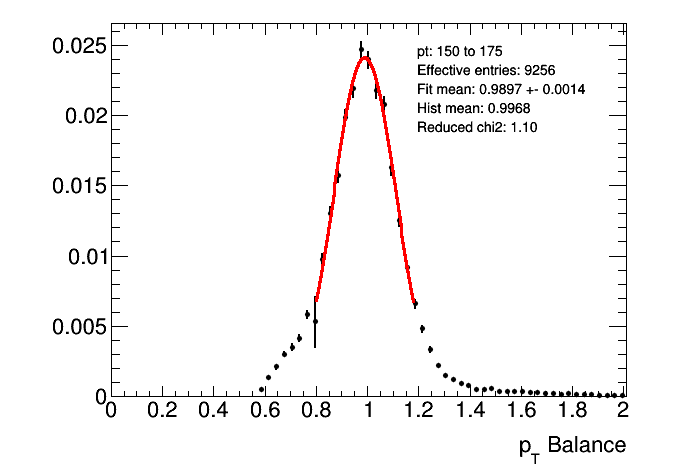 0.025
0.02
0.015
0.01
0.005
0
pt: 150 to 175
Effective entries: 9256
Fit mean: 0.9897 +- 0.0014
Hist mean: 0.9968
Reduced chi2: 1.10
0 0.2 0.4 0.6 0.8 1 1.2 1.4 1.6 1.8 2
p_T Balance